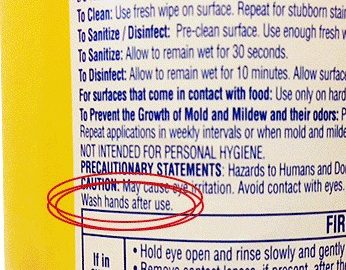 To Clean: Use fresh wipe on surface. Repeat for stubborn stain
To Sanitize / Disinfect: Pre-clean surface. Use enough fresh w
To Sanitize: Allow to remain wet for 30 seconds.
To Disinfect: Allow to remain wet for 10 minutes. Allow surfac
For surfaces that come in contact with food: Use only on hard
To Prevent the Growth of Mold and Mildew and their odors: P
Repeat applications in weekly intervals or when mold and milde
NOT INTENDED FOR PERSONAL HYGIENE.
PRECAUTIONARY STATEMENTS: Hazards to Humans and Do
CAUTION: May cause eye irritation. Avoid contact with eyes.
Wash hands after use.
FIR
If in
• Hold eye open and rinse slowly and gently
• Remove contact lenses, if present, after the